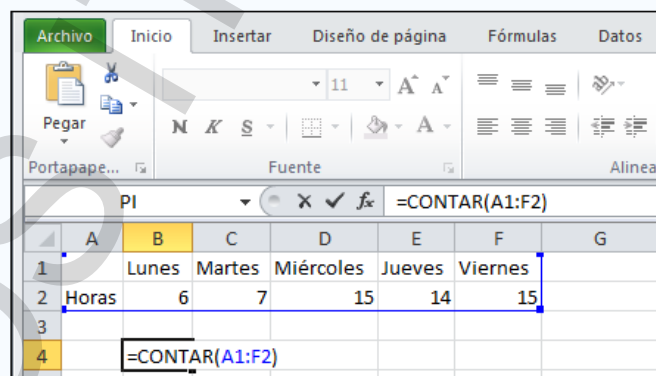 Archivo Inicio Insertar Diseño de página Fórmulas Datos
11 A A
Pegar N K S A
Portapape... Fuente Alinea
PI fx =CONTAR(A1:F2)
A B C D E F G
1 Lunes Martes Miércoles Jueves Viernes
2 Horas 6 7 15 14 15
3
4 =CONTAR(A1:F2)